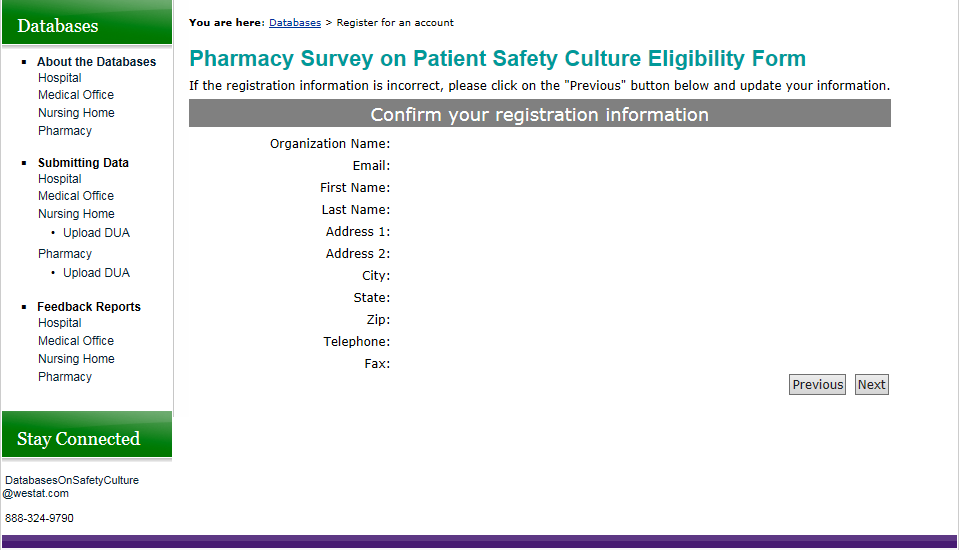 Databases
About the Databases
Hospital
Medical Office
Nursing Home
Pharmacy
Submitting Data
Hospital
Medical Office
Nursing Home
Upload DUA
Pharmacy
Upload DUA
Feedback Reports
Hospital
Medical Office
Nursing Home
Pharmacy
Stay Connected
DatabasesOnSafetyCulture
@westat.com
888-324-9790
You are here: Databases > Register for an account
Pharmacy Survey on Patient Safety Culture Eligibility Form
If the registration information is incorrect, please click on the "Previous" button below and update your information.
Confirm your registration information
Organization Name:
Email:
First Name:
Last Name:
Address 1:
Address 2:
City:
State:
Zip:
Telephone:
Fax:
Previous Next